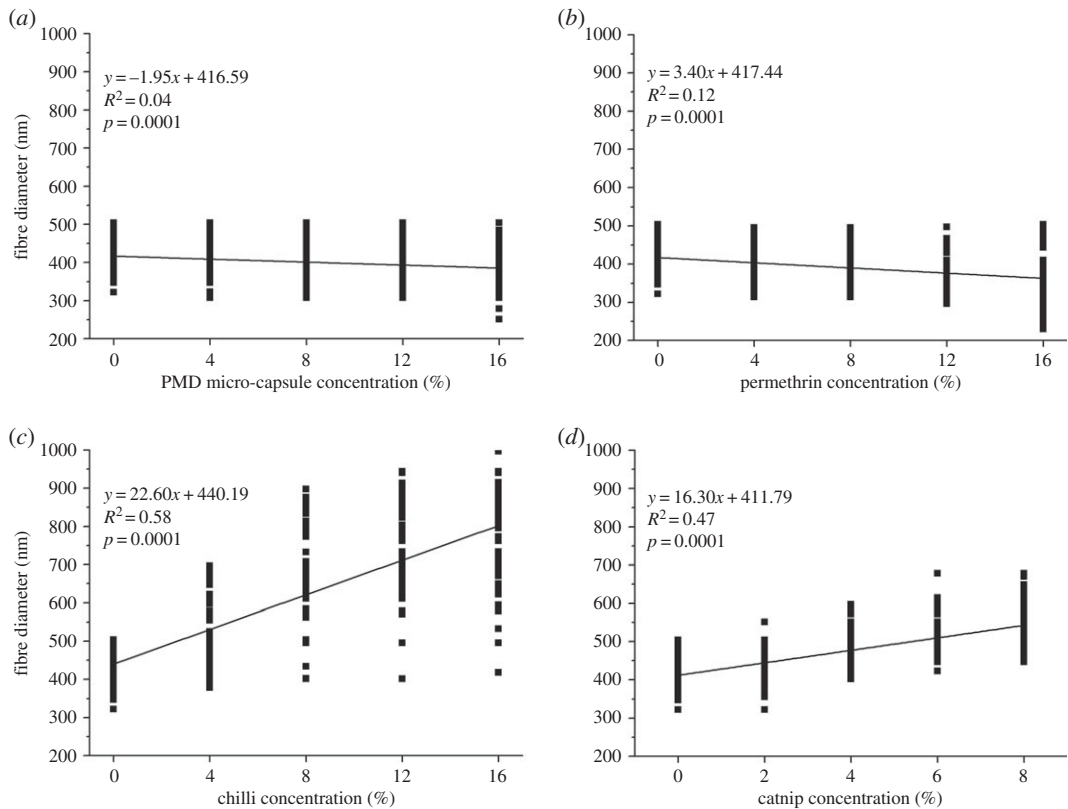 (a)
1000
900
800
700
600
500
400
300
200
fibre diameter (nm)
y = –1.95x + 416.59
R² = 0.04
p = 0.0001
0 4 8 12 16
PMD micro-capsule concentration (%)
(b)
1000
900
800
700
600
500
400
300
200
y = 3.40x + 417.44
R² = 0.12
p = 0.0001
0 4 8 12 16
permethrin concentration (%)
(c)
1000
900
800
700
600
500
400
300
200
fibre diameter (nm)
y = 22.60x + 440.19
R² = 0.58
p = 0.0001
0 4 8 12 16
chilli concentration (%)
(d)
1000
900
800
700
600
500
400
300
200
y = 16.30x + 411.79
R² = 0.47
p = 0.0001
0 2 4 6 8
catnip concentration (%)